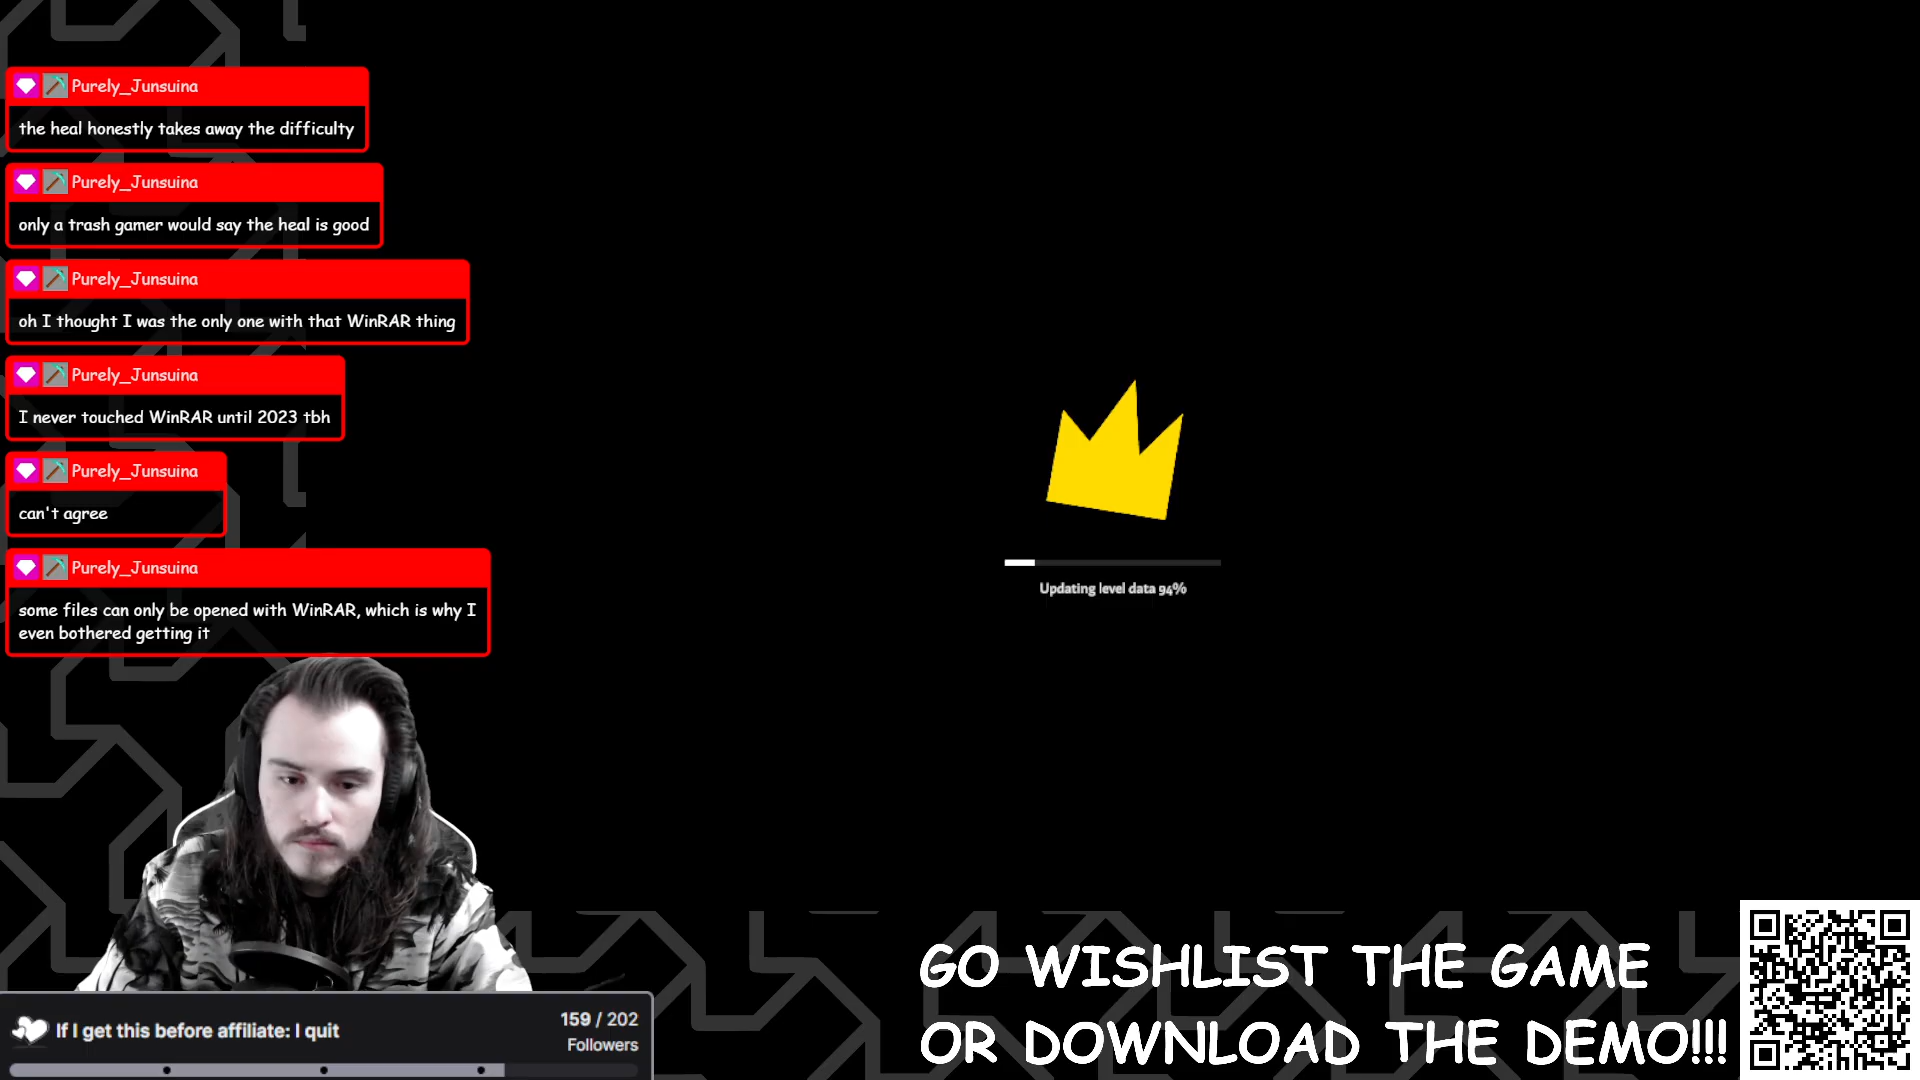 Purely_Junsuina
the heal honestly takes away the difficulty
Purely_Junsuina
only a trash gamer would say the heal is good
Purely_Junsuina
oh I thought I was the only one with that WinRAR thing
Purely_Junsuina
I never touched WinRAR until 2023 tbh
Purely_Junsuina
can't agree
Purely_Junsuina
some files can only be opened with WinRAR, which is why I
even bothered getting it
Updating level data 94%
If I get this before affiliate: I quit
159 / 202
Followers
GO WISHLIST THE GAME
OR DOWNLOAD THE DEMO!!!